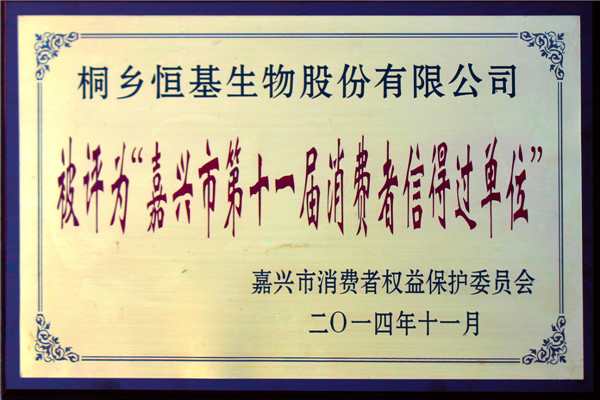 桐乡恒基生物股份有限公司
被评为“嘉兴市第十一届消费者信得过单位”
嘉兴市消费者权益保护委员会
二〇一四年十一月